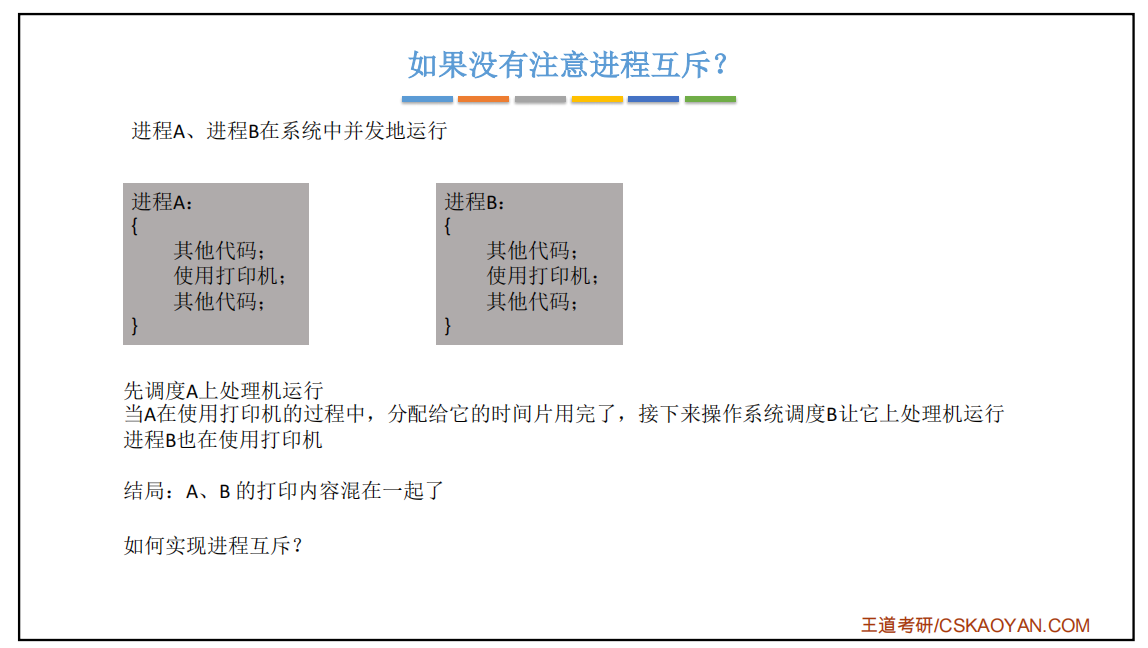 如果没有注意进程互斥？
进程A、进程B在系统中并发地运行
进程A：
{
其他代码；
使用打印机；
其他代码；
}
进程B：
{
其他代码；
使用打印机；
其他代码；
}
先调度A上处理机运行
当A在使用打印机的过程中，分配给它的时间片用完了，接下来操作系统调度B让它上处理机运行
进程B也在使用打印机
结局：A、B 的打印内容混在一起了
如何实现进程互斥？
王道考研/CSKAOYAN.COM